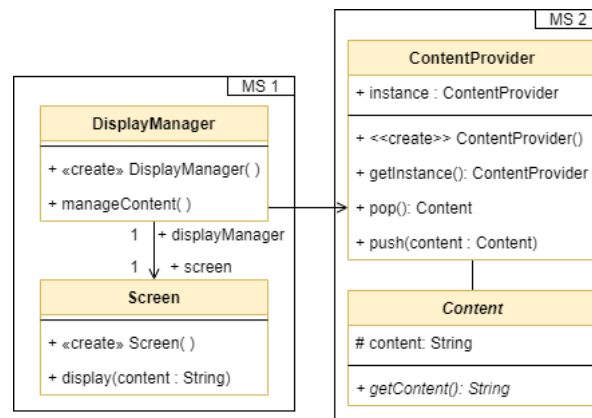 MS 2
ContentProvider
+ instance : ContentProvider
+ <<create>> ContentProvider()
+ getInstance(): ContentProvider
+ pop(): Content
+ push(content : Content)
Content
# content: String
+ getContent(): String
MS 1
DisplayManager
+ «create» DisplayManager( )
+ manageContent( )
1 + displayManager
1 + screen
Screen
+ «create» Screen( )
+ display(content : String)